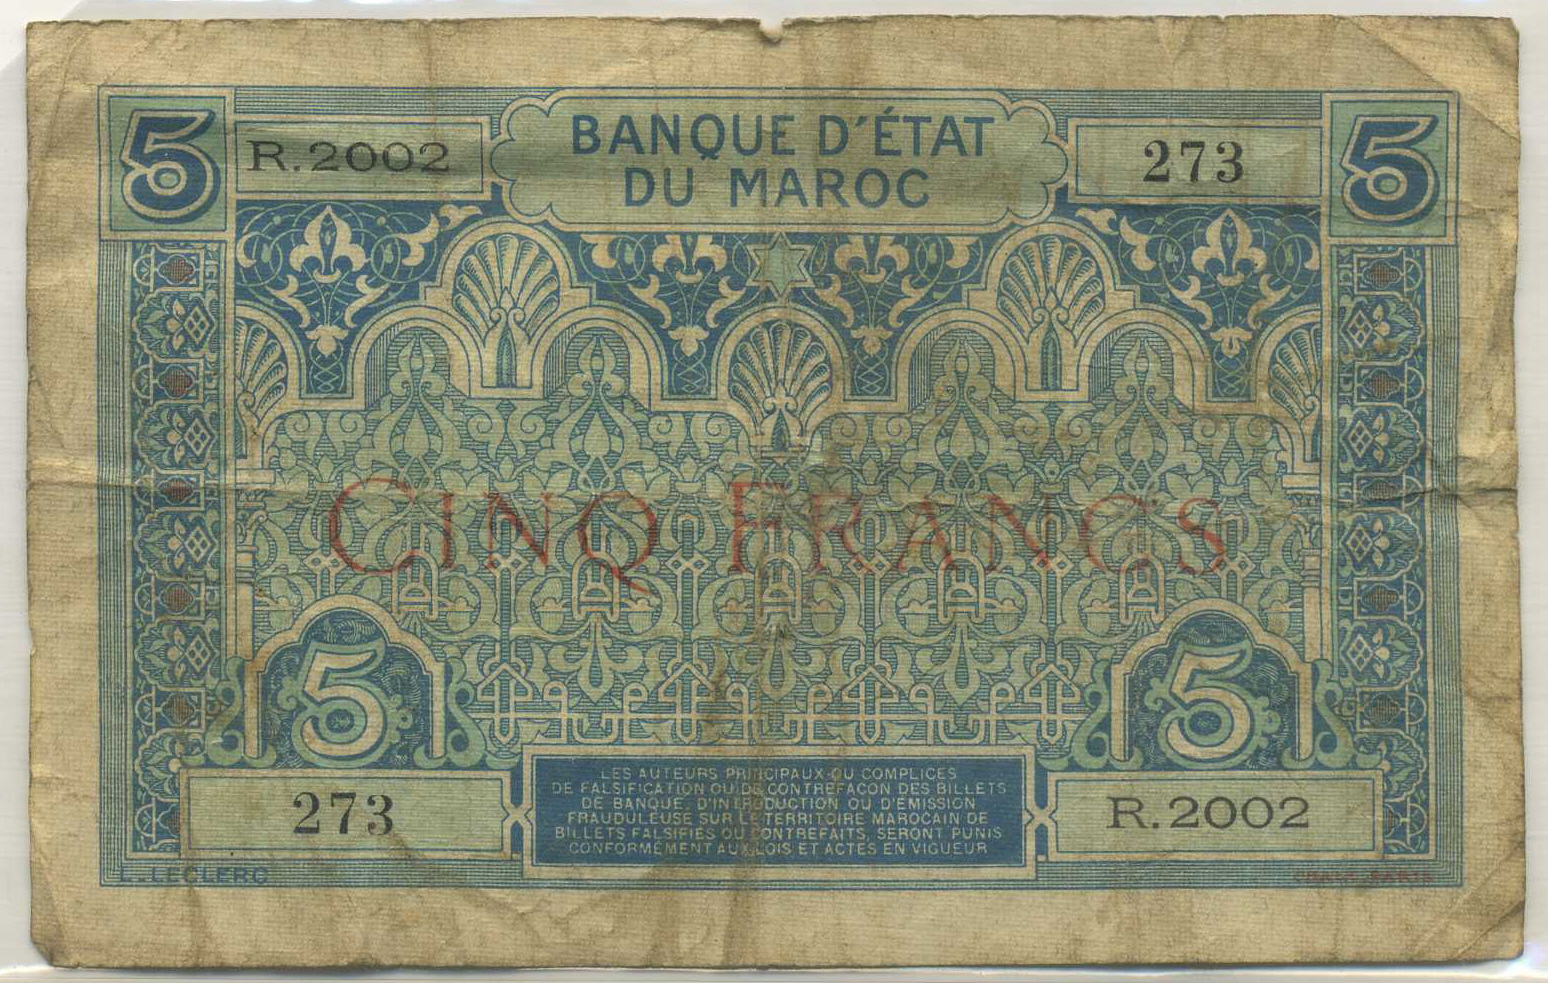 5 R.2002 BANQUE D'ÉTAT 273 5
DU MAROC
CINQ FRANCS
5 5
LES AUTEURS PRINCIPAUX OU COMPLICES
DE FALSIFICATION OU DE CONTREFACON DES BILLETS
DE BANQUE, D'INTRODUCTION OU D'ÉMISSION
FRAUDULEUSE SUR LE TERRITOIRE MAROCAIN DE
BILLETS FALSIFIÉS OU CONTREFAITS, SERONT PUNIS
CONFORMÉMENT AUX LOIS ET ACTES EN VIGUEUR
273 R.2002
L. LECLERC
PARIS